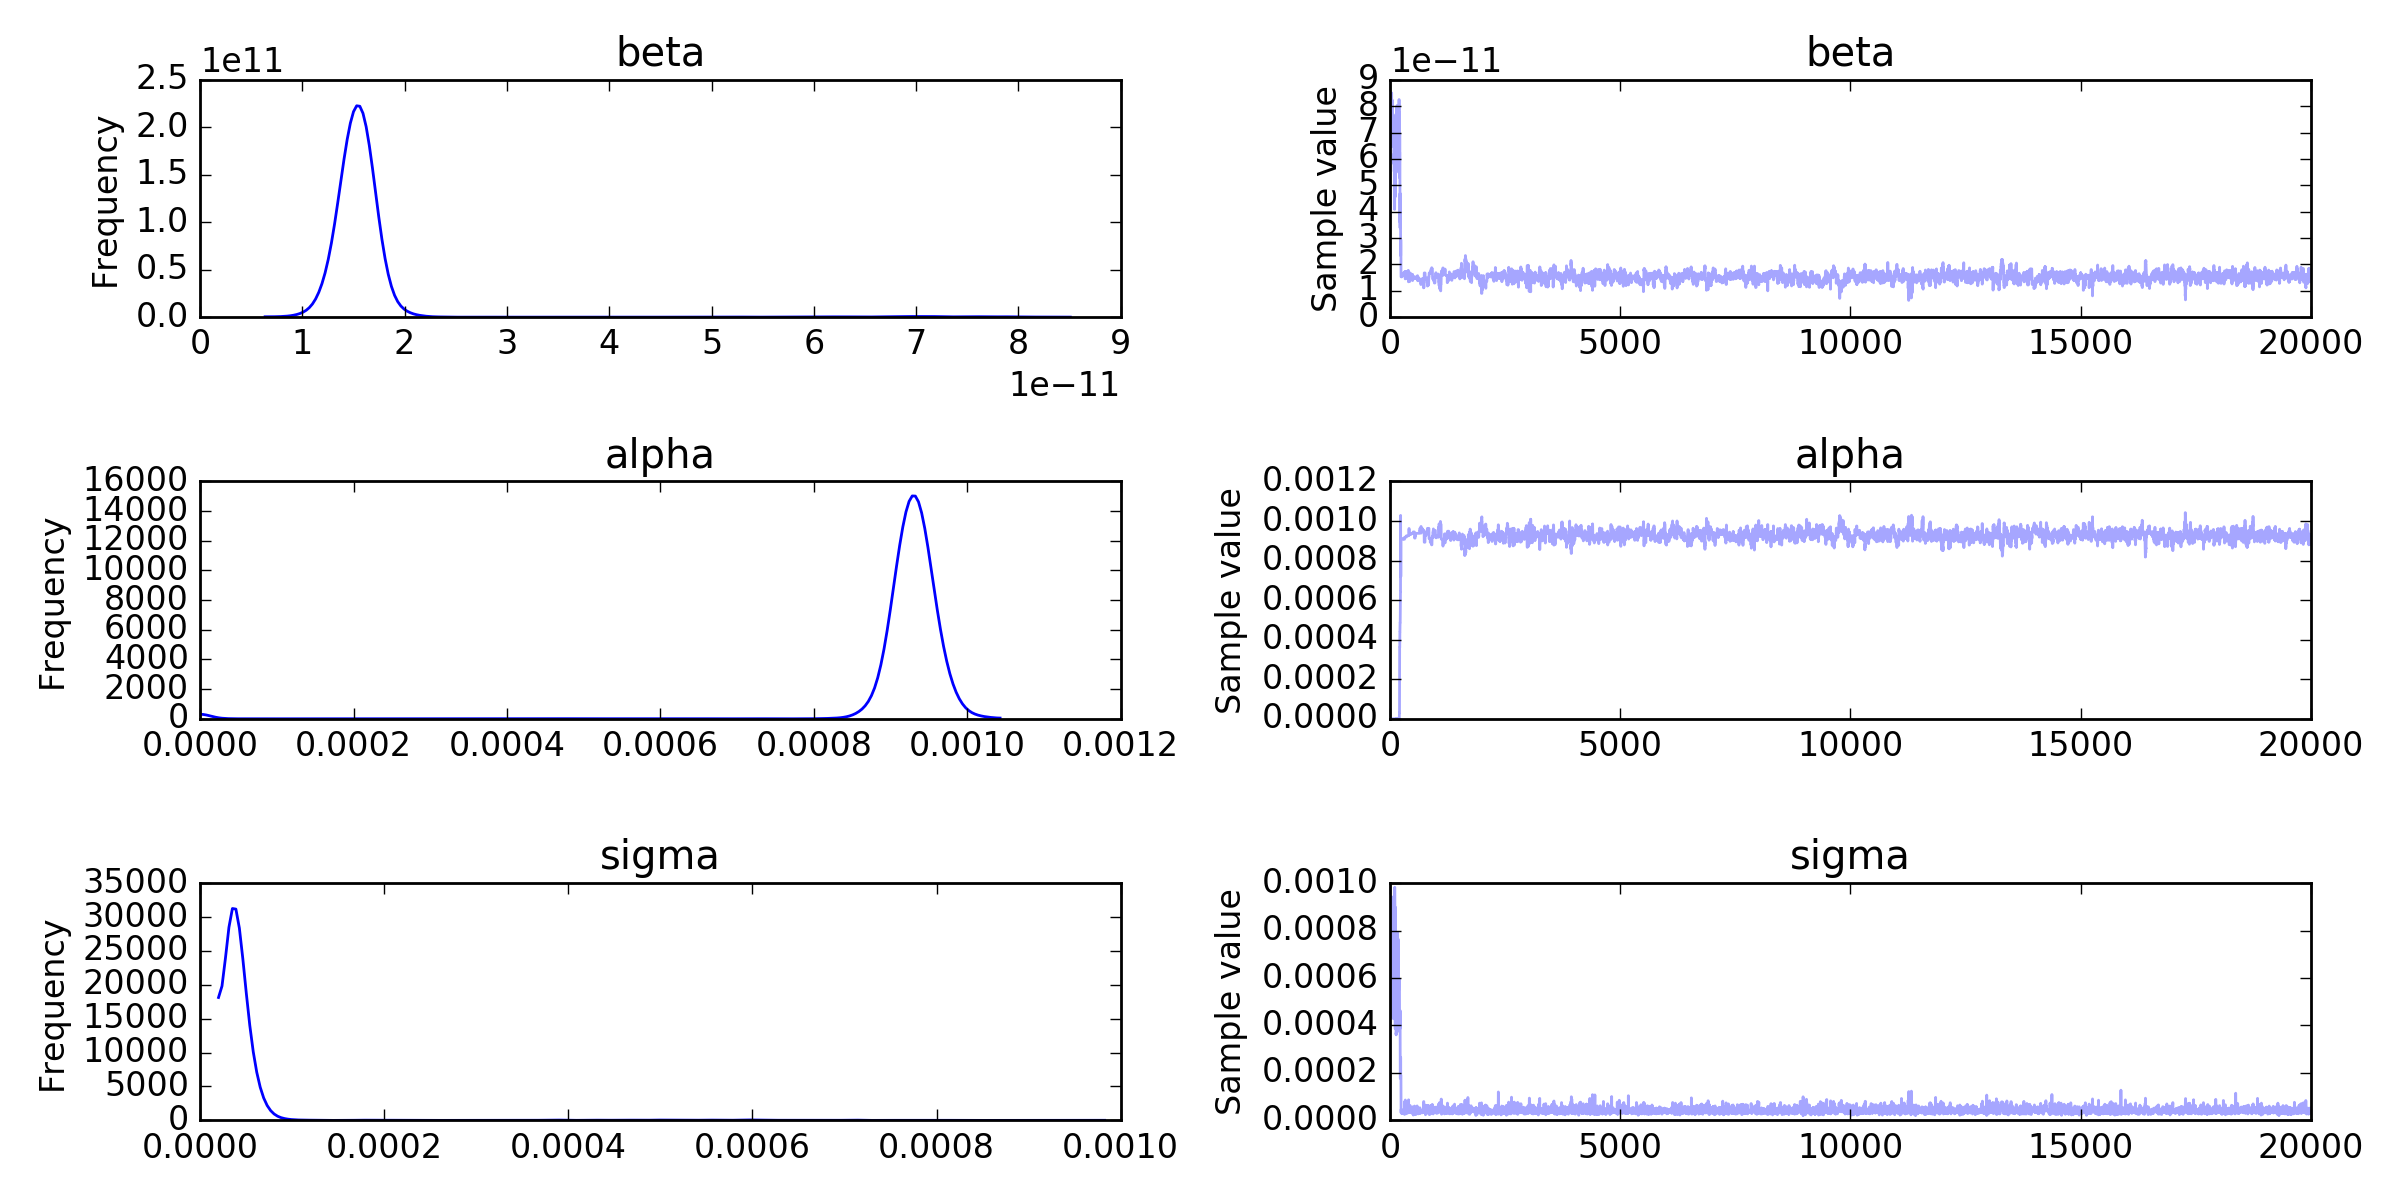 beta
1e11
2.5
2.0
1.5
1.0
0.5
0.0
Frequency
0 1 2 3 4 5 6 7 8 9
1e−11
beta
1e−11
9
8
7
6
5
4
3
2
1
0
Sample value
0 5000 10000 15000 20000
alpha
16000
14000
12000
10000
8000
6000
4000
2000
0
Frequency
0.0000 0.0002 0.0004 0.0006 0.0008 0.0010 0.0012
alpha
0.0012
0.0010
0.0008
0.0006
0.0004
0.0002
0.0000
Sample value
0 5000 10000 15000 20000
sigma
35000
30000
25000
20000
15000
10000
5000
0
Frequency
0.0000 0.0002 0.0004 0.0006 0.0008 0.0010
sigma
0.0010
0.0008
0.0006
0.0004
0.0002
0.0000
Sample value
0 5000 10000 15000 20000